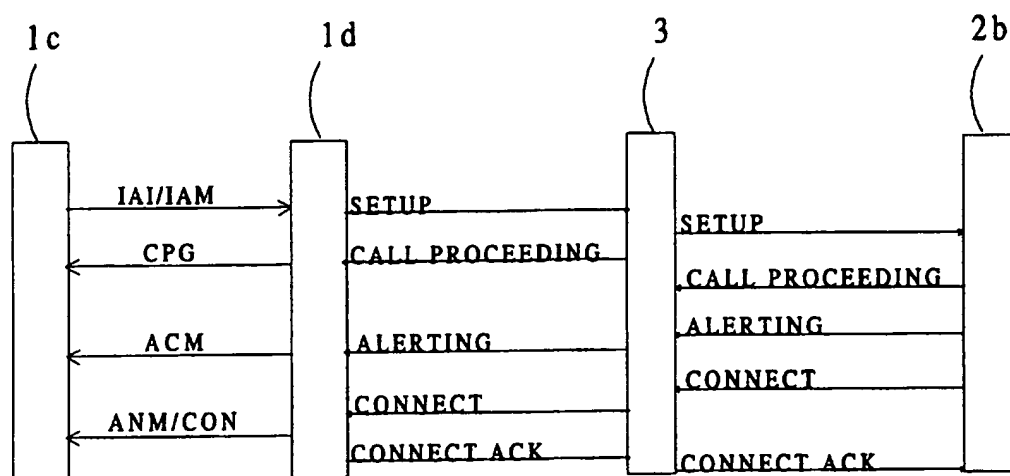 1c
1d
3
2b
IAI/IAM
SETUP
SETUP
CPG
CALL PROCEEDING
CALL PROCEEDING
ALERTING
ACM
ALERTING
CONNECT
CONNECT
ANM/CON
CONNECT ACK
CONNECT ACK